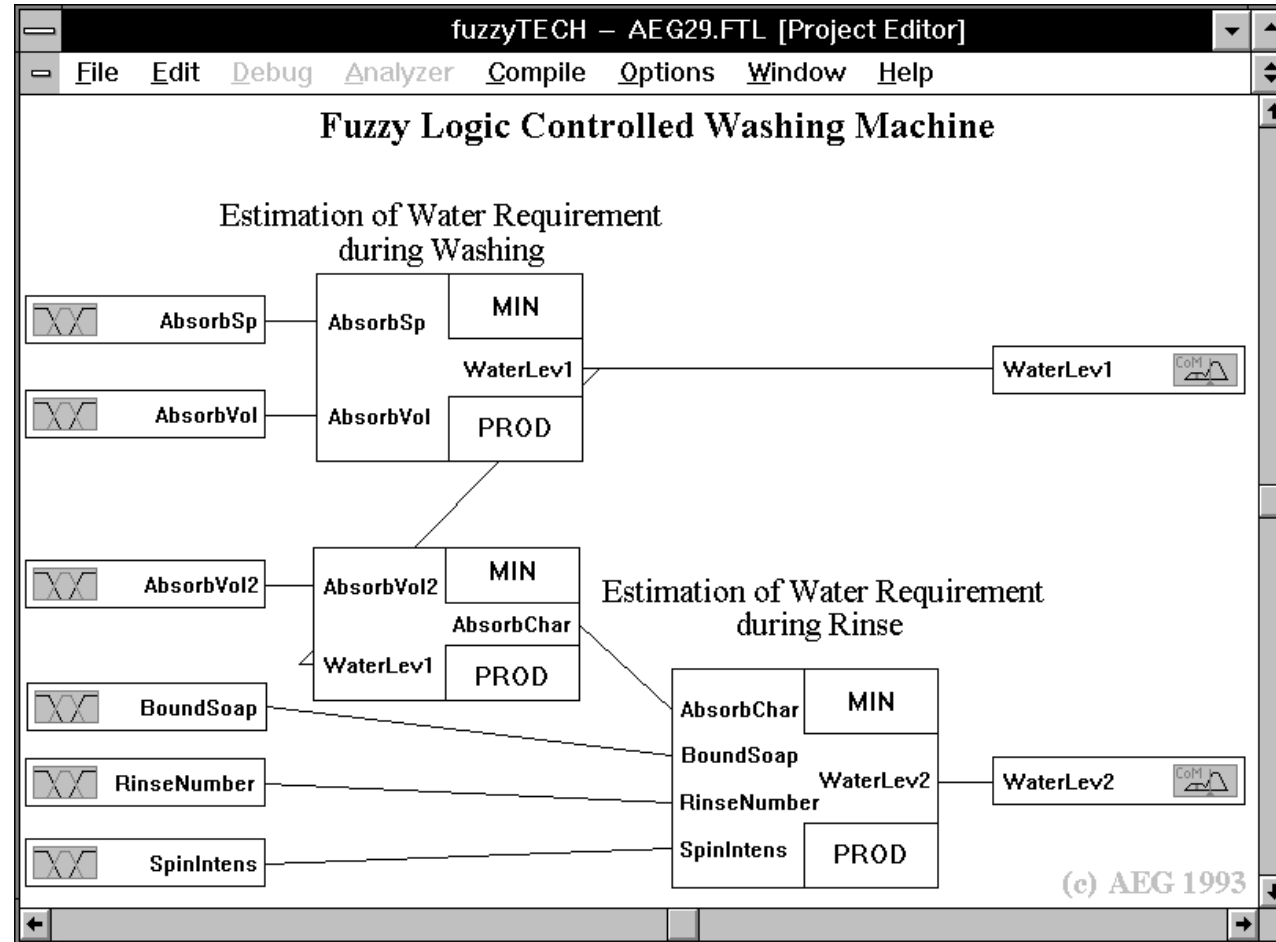 fuzzyTECH – AEG29.FTL [Project Editor]
File Edit Debug Analyzer Compile Options Window Help
Fuzzy Logic Controlled Washing Machine
Estimation of Water Requirement
during Washing
AbsorbSp
AbsorbVol
AbsorbSp
AbsorbVol
MIN
WaterLev1
PROD
WaterLev1
CoM
AbsorbVol2
AbsorbVol2
WaterLev1
MIN
AbsorbChar
PROD
Estimation of Water Requirement
during Rinse
BoundSoap
RinseNumber
SpinIntens
AbsorbChar
BoundSoap
RinseNumber
SpinIntens
MIN
WaterLev2
PROD
WaterLev2
CoM
(c) AEG 1993